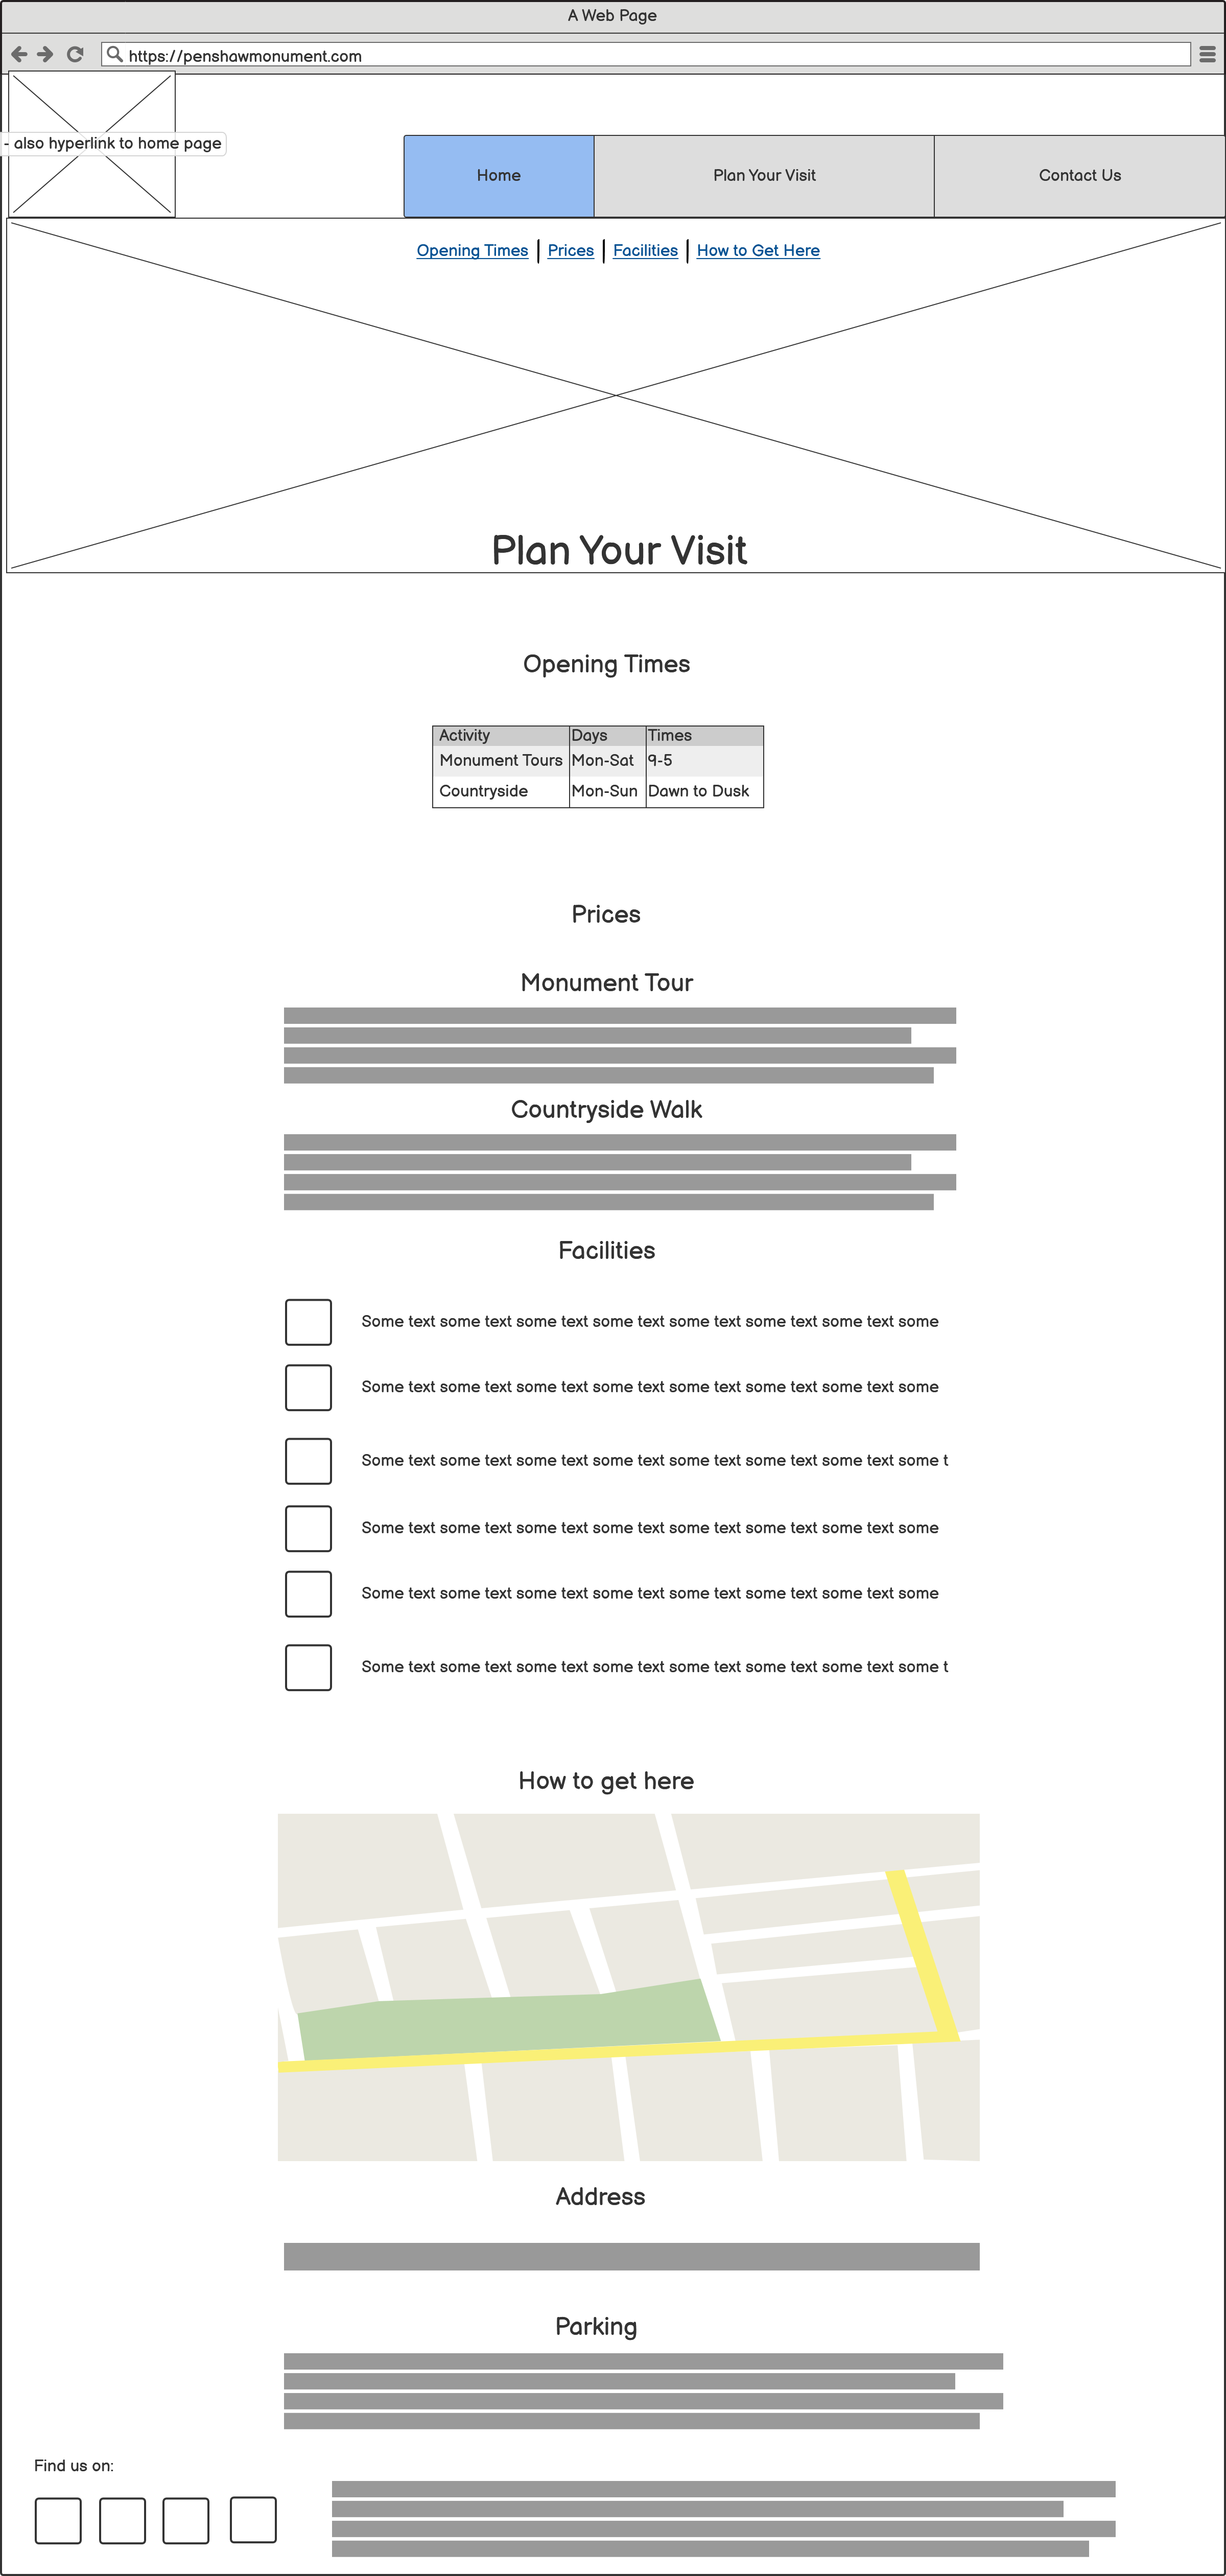 A Web Page
https://penshawmonument.com
- also hyperlink to home page
Home Plan Your Visit Contact Us
Opening Times Prices Facilities How to Get Here
Plan Your Visit
Opening Times
Activity Days Times
Monument Tours Mon-Sat 9-5
Countryside Mon-Sun Dawn to Dusk
Prices
Monument Tour
Countryside Walk
Facilities
Some text some text some text some text some text some text some text some
Some text some text some text some text some text some text some text some
Some text some text some text some text some text some text some text some t
Some text some text some text some text some text some text some text some
Some text some text some text some text some text some text some text some
Some text some text some text some text some text some text some text some t
How to get here
Address
Parking
Find us on: